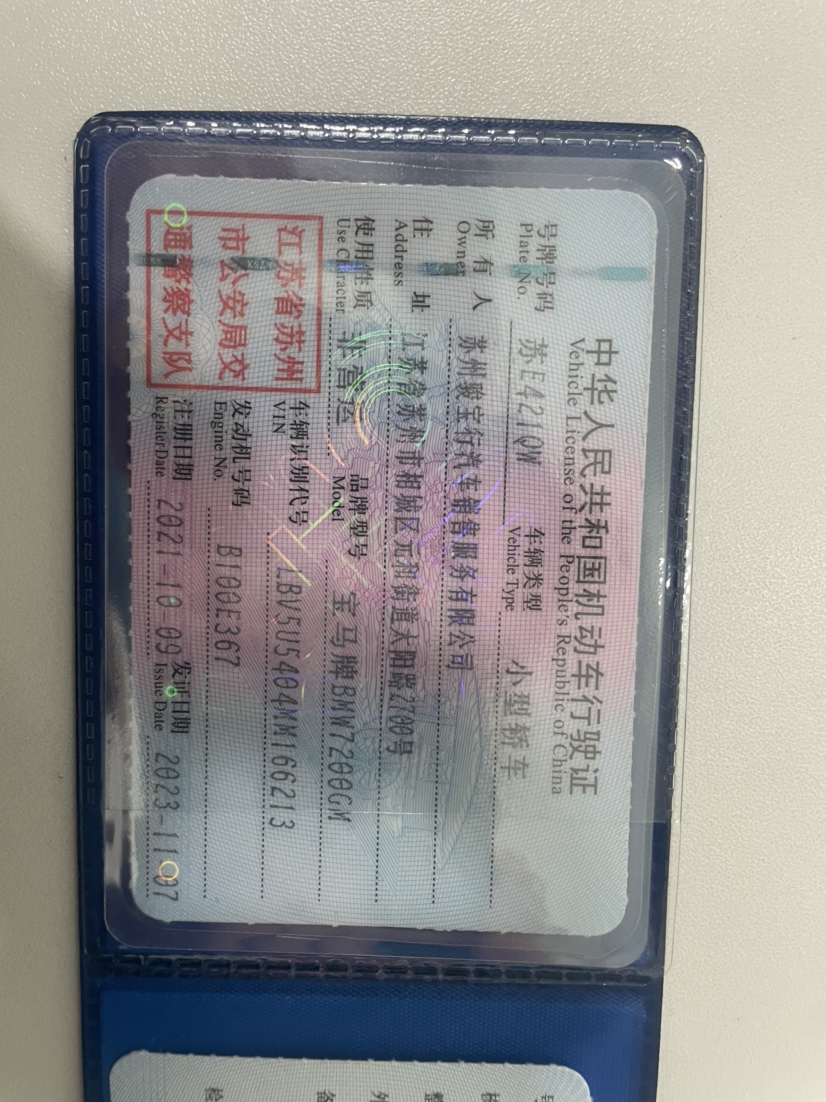 中华人民共和国机动车行驶证
Vehicle License of the People's Republic of China
号牌号码 苏E421QW 车辆类型 小型轿车
Plate No. Vehicle Type
所有人 苏州骏宝行汽车销售服务有限公司
Owner
住址 江苏省苏州市相城区元和街道太阳路2700号
Address
使用性质 非营运 品牌型号 宝马牌BMW7200GM
Use Character Model
江苏省苏州
市公安局交
通警察支队
车辆识别代号 LBV5U5404MM166213
VIN
发动机号码 B100E367
Engine No.
注册日期 2021-10-09 发证日期 2023-11-07
Register Date Issue Date
号
核
整
外
备
检